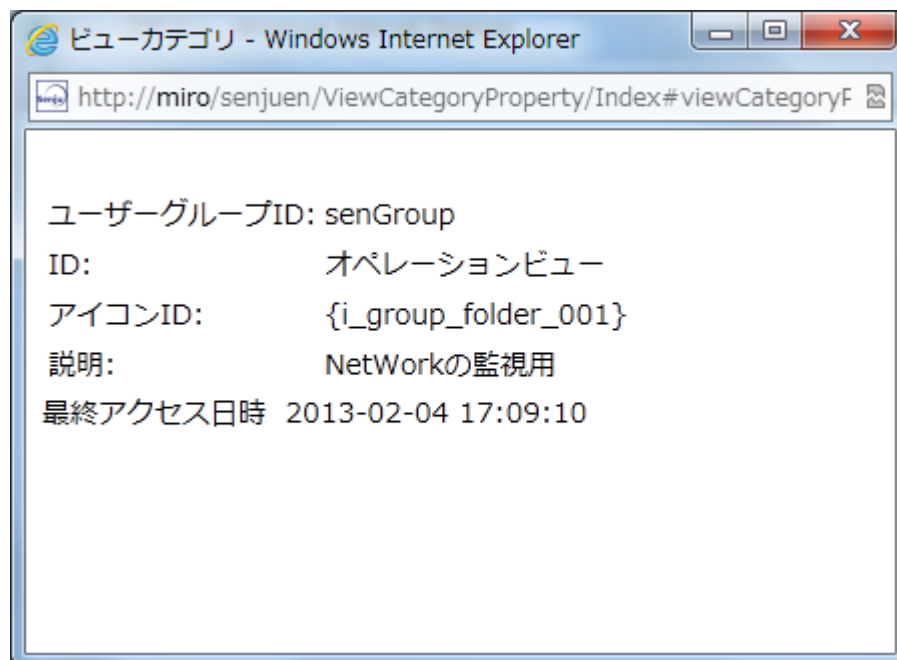 ビューカテゴリ - Windows Internet Explorer
http://miro/senjuen/ViewCategoryProperty/Index#viewCategoryF
ユーザーグループID: senGroup
ID: オペレーションビュー
アイコンID: {i_group_folder_001}
説明: NetWorkの監視用
最終アクセス日時 2013-02-04 17:09:10